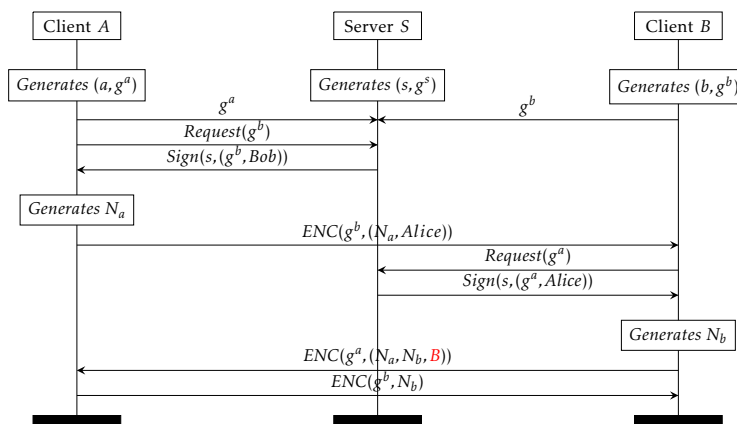 Client A
Server S
Client B
Generates (a, g^a)
Generates (s, g^s)
Generates (b, g^b)
g^a
g^b
Request(g^b)
Sign(s, (g^b, Bob))
Generates N_a
ENC(g^b, (N_a, Alice))
Request(g^a)
Sign(s, (g^a, Alice))
Generates N_b
ENC(g^a, (N_a, N_b, B))
ENC(g^b, N_b)